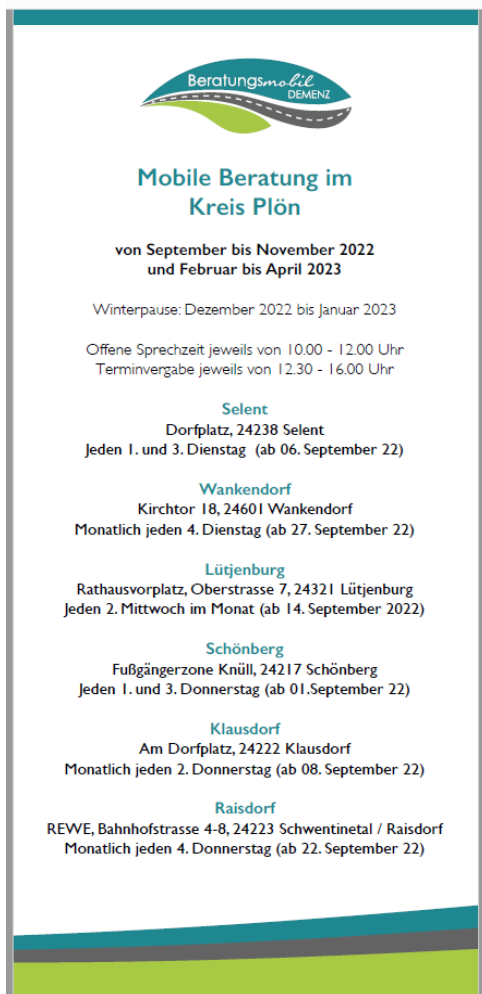 Beratungsmobil
DEMENZ
Mobile Beratung im
Kreis Plön
von September bis November 2022
und Februar bis April 2023
Winterpause: Dezember 2022 bis Januar 2023
Offene Sprechzeit jeweils von 10.00 - 12.00 Uhr
Terminvergabe jeweils von 12.30 - 16.00 Uhr
Selent
Dorfplatz, 24238 Selent
Jeden 1. und 3. Dienstag (ab 06. September 22)
Wankendorf
Kirchtor 18, 24601 Wankendorf
Monatlich jeden 4. Dienstag (ab 27. September 22)
Lütjenburg
Rathausvorplatz, Oberstrasse 7, 24321 Lütjenburg
Jeden 2. Mittwoch im Monat (ab 14. September 2022)
Schönberg
Fußgängerzone Knüll, 24217 Schönberg
Jeden 1. und 3. Donnerstag (ab 01.September 22)
Klausdorf
Am Dorfplatz, 24222 Klausdorf
Monatlich jeden 2. Donnerstag (ab 08. September 22)
Raisdorf
REWE, Bahnhofstrasse 4-8, 24223 Schwentinetal / Raisdorf
Monatlich jeden 4. Donnerstag (ab 22. September 22)